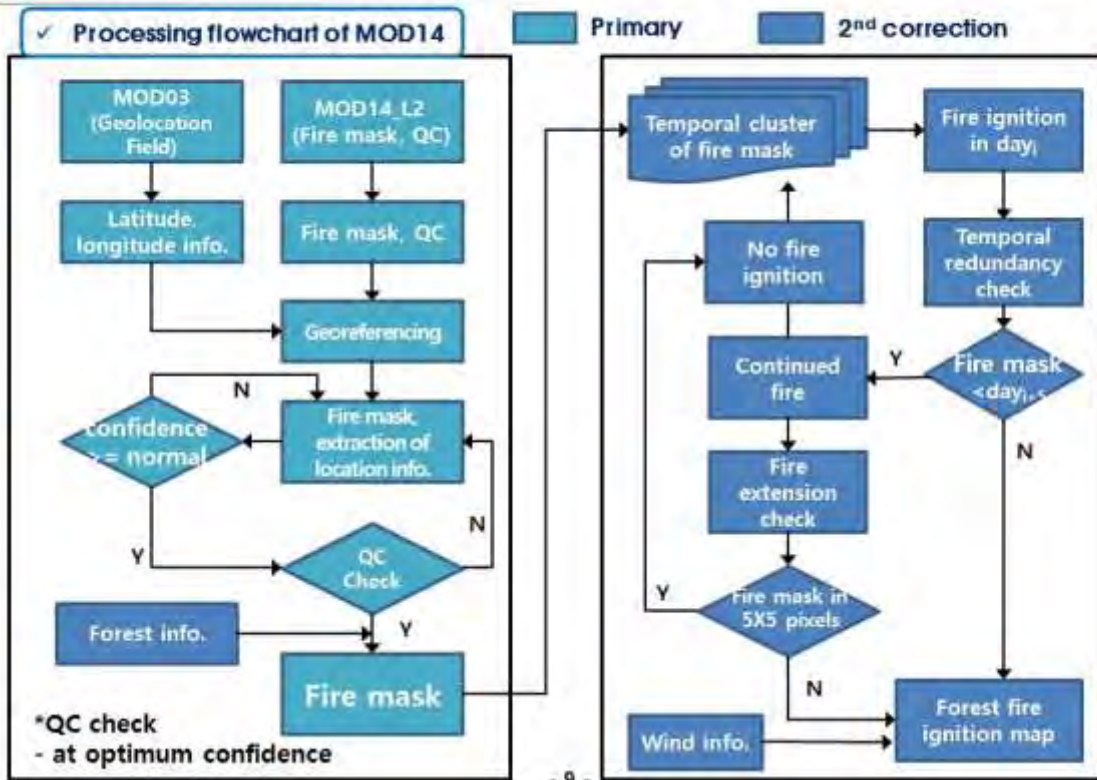 ✓ Processing flowchart of MOD14
Primary
2nd correction
MOD03
(Geolocation
Field)
MOD14_L2
(Fire mask, QC)
Latitude,
longitude info.
Fire mask, QC
Georeferencing
N
confidence
>= normal
Fire mask,
extraction of
location info.
N
Y
QC
Check
Forest info.
Y
Fire mask
*QC check
- at optimum confidence
Temporal cluster
of fire mask
Fire ignition
in dayi
No fire
ignition
Temporal
redundancy
check
Continued
fire
Y
Fire mask
N
Fire
extension
check
Y
Fire mask in
5X5 pixels
N
Wind info.
Forest fire
ignition map
- 9 -